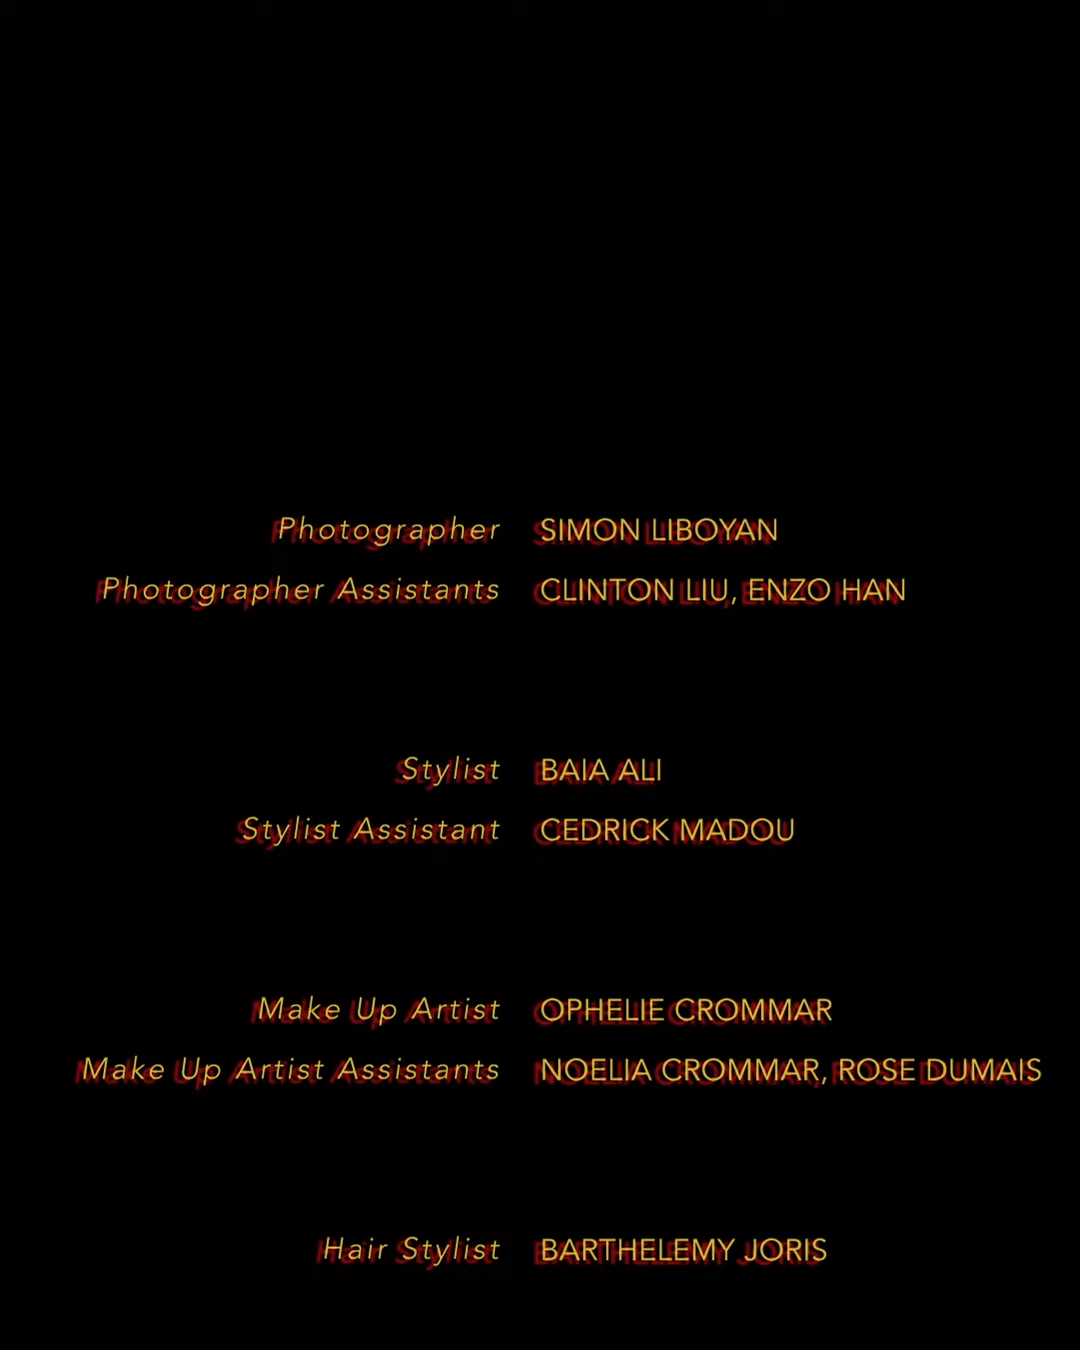 Photographer SIMON LIBOYAN
Photographer Assistants CLINTON LIU, ENZO HAN
Stylist BAIA ALI
Stylist Assistant CEDRICK MADOU
Make Up Artist OPHELIE CROMMAR
Make Up Artist Assistants NOELIA CROMMAR, ROSE DUMAIS
Hair Stylist BARTHELEMY JORIS